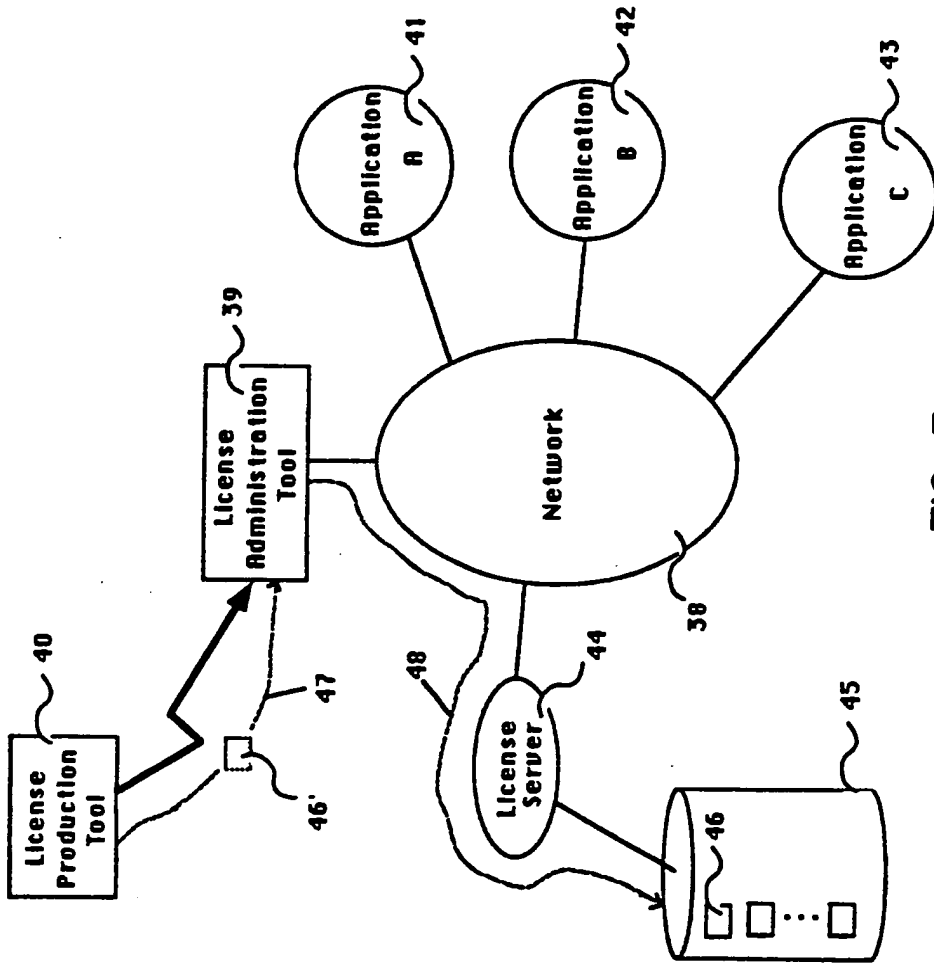 License
Production
Tool
40
46'
47
License
Administration
Tool
39
48
License
Server
44
45
46
Network
38
Application
A
41
Application
B
42
Application
C
43